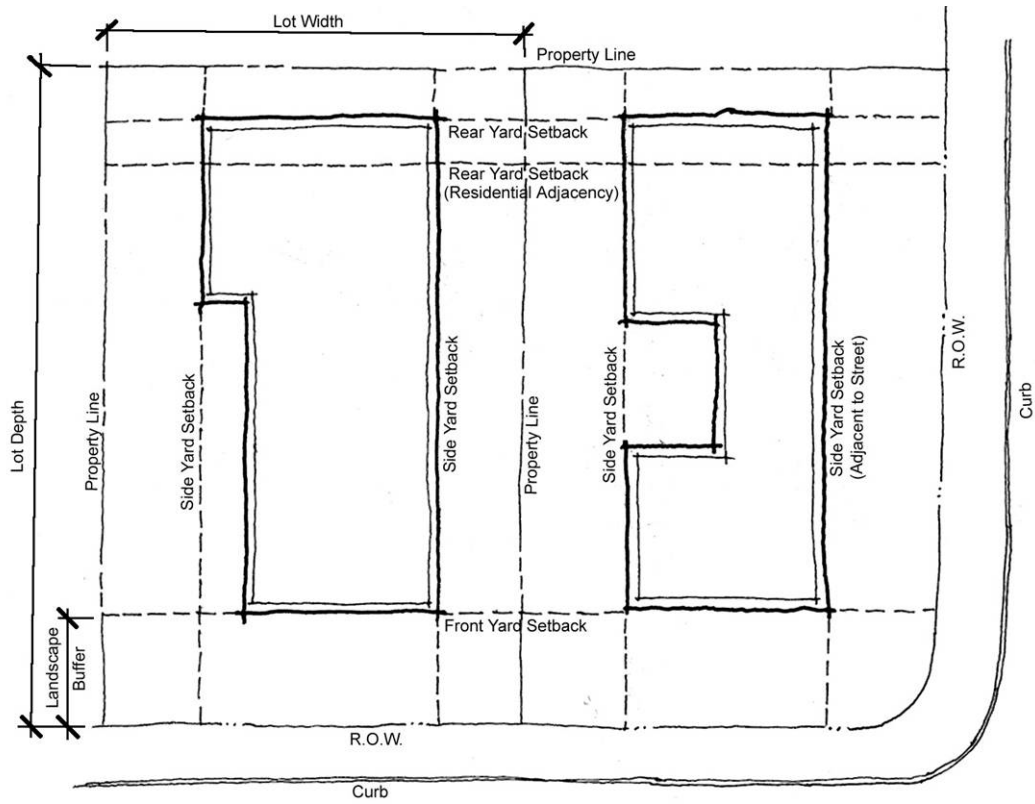 Lot Width
Property Line
Rear Yard Setback
Rear Yard Setback
(Residential Adjacency)
Lot Depth
Property Line
Side Yard Setback
Side Yard Setback
Property Line
Side Yard Setback
Side Yard Setback
(Adjacent to Street)
R.O.W.
Curb
Landscape
Buffer
Front Yard Setback
R.O.W.
Curb